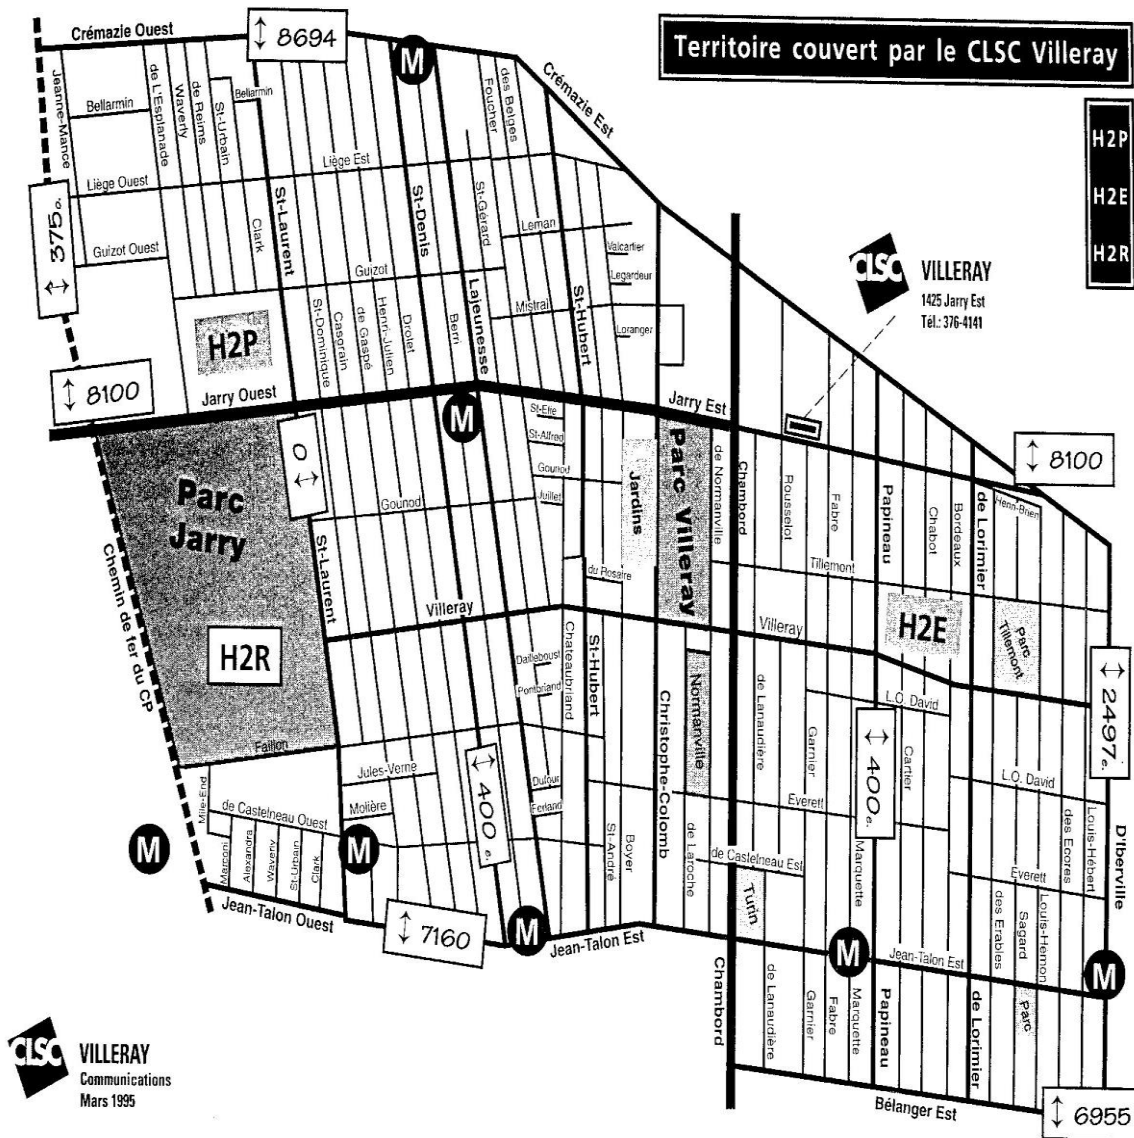 Territoire couvert par le CLSC Villeray
H2P
H2E
H2R
Crémazie Ouest
8694
M
Crémazie Est
Jeanne-Mance
Bellarmin
de L'Esplanade
Waverly
de Reims
St-Urbain
Bellarmin
Foucher
des Belges
Liège Est
Liège Ouest
375 o.
Guizot Ouest
Clark
St-Laurent
St-Denis
St-Gérard
Leman
Valcartier
Legardeur
Guizot
Mistral
Loranger
St-Dominique
Casgrain
de Gaspé
Henri-Julien
Drolet
Berri
Lajeunesse
St-Hubert
H2P
CLSC
VILLERAY
1425 Jarry Est
Tél.: 376-4141
8100
Jarry Ouest
M
Jarry Est
0
St-Elfe
St-Alfred
Gounod
Juillet
Jardins
Parc Villeray
de Normanville
Chambord
Rousselot
Fabre
Papineau
Chabot
Bordeaux
de Lorimier
Henri-Brien
8100
Parc
Jarry
Gounod
St-Laurent
Chemin de fer du CP
du Rosaire
Tillemont
Villeray
Villeray
H2E
Parc
Tillemont
H2R
Dailleboust
Pontbriand
Chateaubriand
St-Hubert
Christophe-Colomb
Normanville
de Lanaudière
Garnier
L.O. David
Cartier
2497 e.
Faillon
Jules-Verne
Molière
400 e.
Dufour
Ferland
Everett
400 e.
L.O. David
Mile-End
de Castelneau Ouest
M
M
Marconi
Alexandra
Waverly
St-Urbain
Clark
St-André
Boyer
de Laroche
de Castelneau Est
Turin
Marquette
Everett
des Ecores
Louis-Hébert
D'Iberville
Jean-Talon Ouest
7160
M
Jean-Talon Est
M
Jean-Talon Est
des Erables
Sagard
Louis-Hémon
M
Chambord
de Lanaudière
Garnier
Fabre
Marquette
Papineau
de Lorimier
Parc
Bélanger Est
6955
CLSC
VILLERAY
Communications
Mars 1995